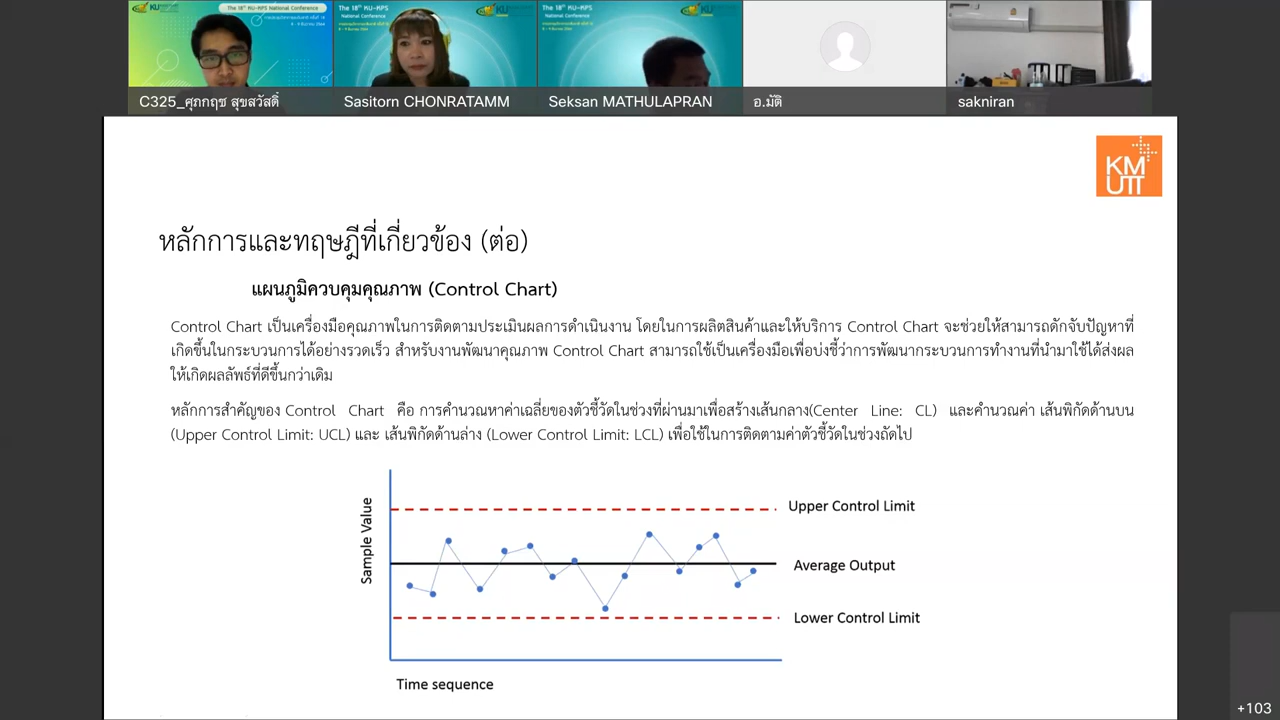 The 18th KU-KPS National Conference
The 18th KU-KPS
National Conference
The 18th KU-KPS
National Conference
C325_ศุภกฤช สุขสวัสดิ์
Sasitorn CHONRATAMM
Seksan MATHULAPRAN
อ.มัติ
sakniran
KM
UTT
หลักการและทฤษฎีที่เกี่ยวข้อง (ต่อ)
แผนภูมิควบคุมคุณภาพ (Control Chart)
Control Chart เป็นเครื่องมือคุณภาพในการติดตามประเมินผลการดำเนินงาน โดยในการผลิตสินค้าและให้บริการ Control Chart จะช่วยให้สามารถดักจับปัญหาที่
เกิดขึ้นในกระบวนการได้อย่างรวดเร็ว สำหรับงานพัฒนาคุณภาพ Control Chart สามารถใช้เป็นเครื่องมือเพื่อบ่งชี้ว่าการพัฒนากระบวนการทำงานที่นำมาใช้ได้ส่งผล
ให้เกิดผลลัพธ์ที่ดีขึ้นกว่าเดิม
หลักการสำคัญของ Control Chart คือ การคำนวณหาค่าเฉลี่ยของตัวชี้วัดในช่วงที่ผ่านมาเพื่อสร้างเส้นกลาง(Center Line: CL) และคำนวณค่า เส้นพิกัดด้านบน
(Upper Control Limit: UCL) และ เส้นพิกัดด้านล่าง (Lower Control Limit: LCL) เพื่อใช้ในการติดตามค่าตัวชี้วัดในช่วงถัดไป
Sample Value
Upper Control Limit
Average Output
Lower Control Limit
Time sequence
+103